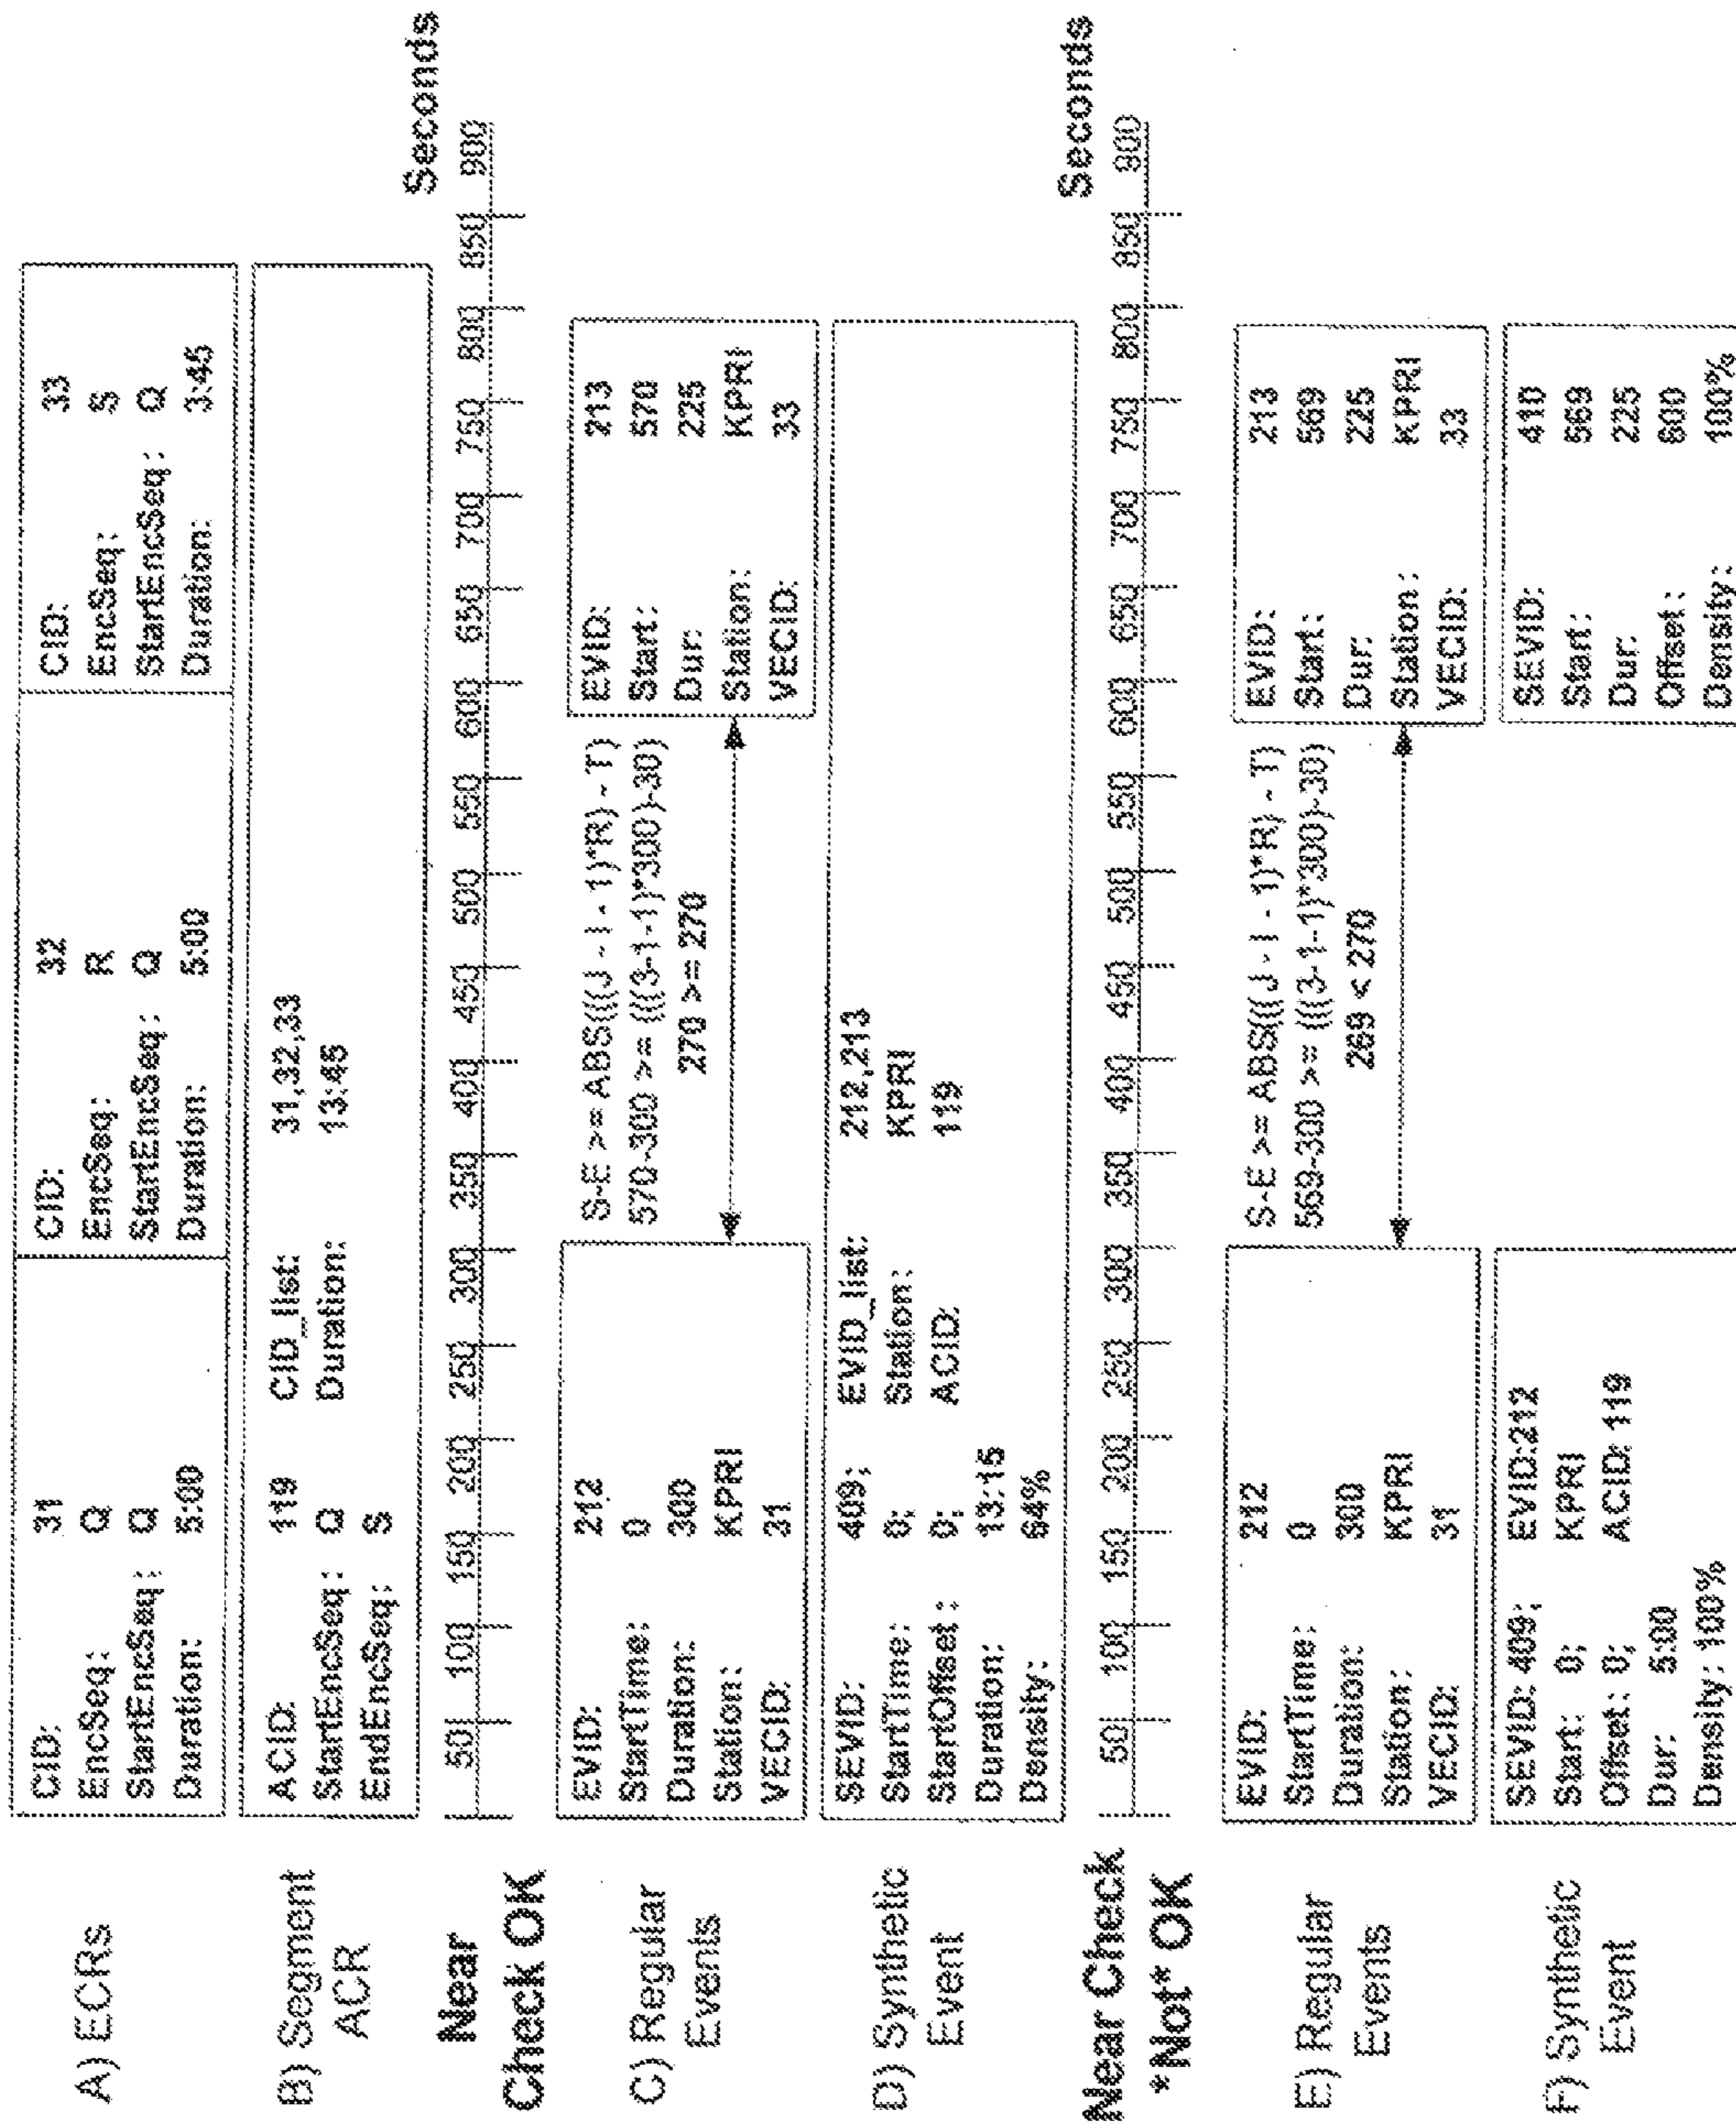 A) ECRs
CID: 31
EncSeq: Q
StartEncSeq: Q
Duration: 5:00
CID: 32
EncSeq: R
StartEncSeq: Q
Duration: 5:00
CID: 33
EncSeq: S
StartEncSeq: Q
Duration: 3:45
B) Segment
ACR
ACID: 119 CID_list: 31,32,33
StartEncSeq: Q Duration: 13:45
EndEncSeq: S
Near
Check OK
50 100 150 200 250 300 350 400 450 500 550 600 650 700 750 800 850 900
Seconds
C) Regular
Events
EVID: 212
StartTime: 0
Duration: 300
Station: KPRI
VECID: 31
S-E >= ABS(((J - I - 1)*R) - T)
570-300 >= (((3-1-1)*300)-30)
270 >= 270
EVID: 213
Start: 570
Dur: 225
Station: KPRI
VECID: 33
D) Synthetic
Event
SEVID: 409; EVID_list: 212,213
StartTime: 0; Station: KPRI
StartOffset: 0; ACID: 119
Duration: 13:15
Density: 64%
Near Check
*Not* OK
50 100 150 200 250 300 350 400 450 500 550 600 650 700 750 800 850 900
Seconds
E) Regular
Events
EVID: 212
StartTime: 0
Duration: 300
Station: KPRI
VECID: 31
S-E >= ABS(((J - I - 1)*R) - T)
569-300 >= (((3-1-1)*300)-30)
269 < 270
EVID: 213
Start: 569
Dur: 225
Station: KPRI
VECID: 33
F) Synthetic
Event
SEVID: 409; EVID:212
Start: 0; KPRI
Offset: 0; ACID: 119
Dur: 5:00
Density: 100%
SEVID: 410
Start: 569
Dur: 225
Offset: 600
Density: 100%